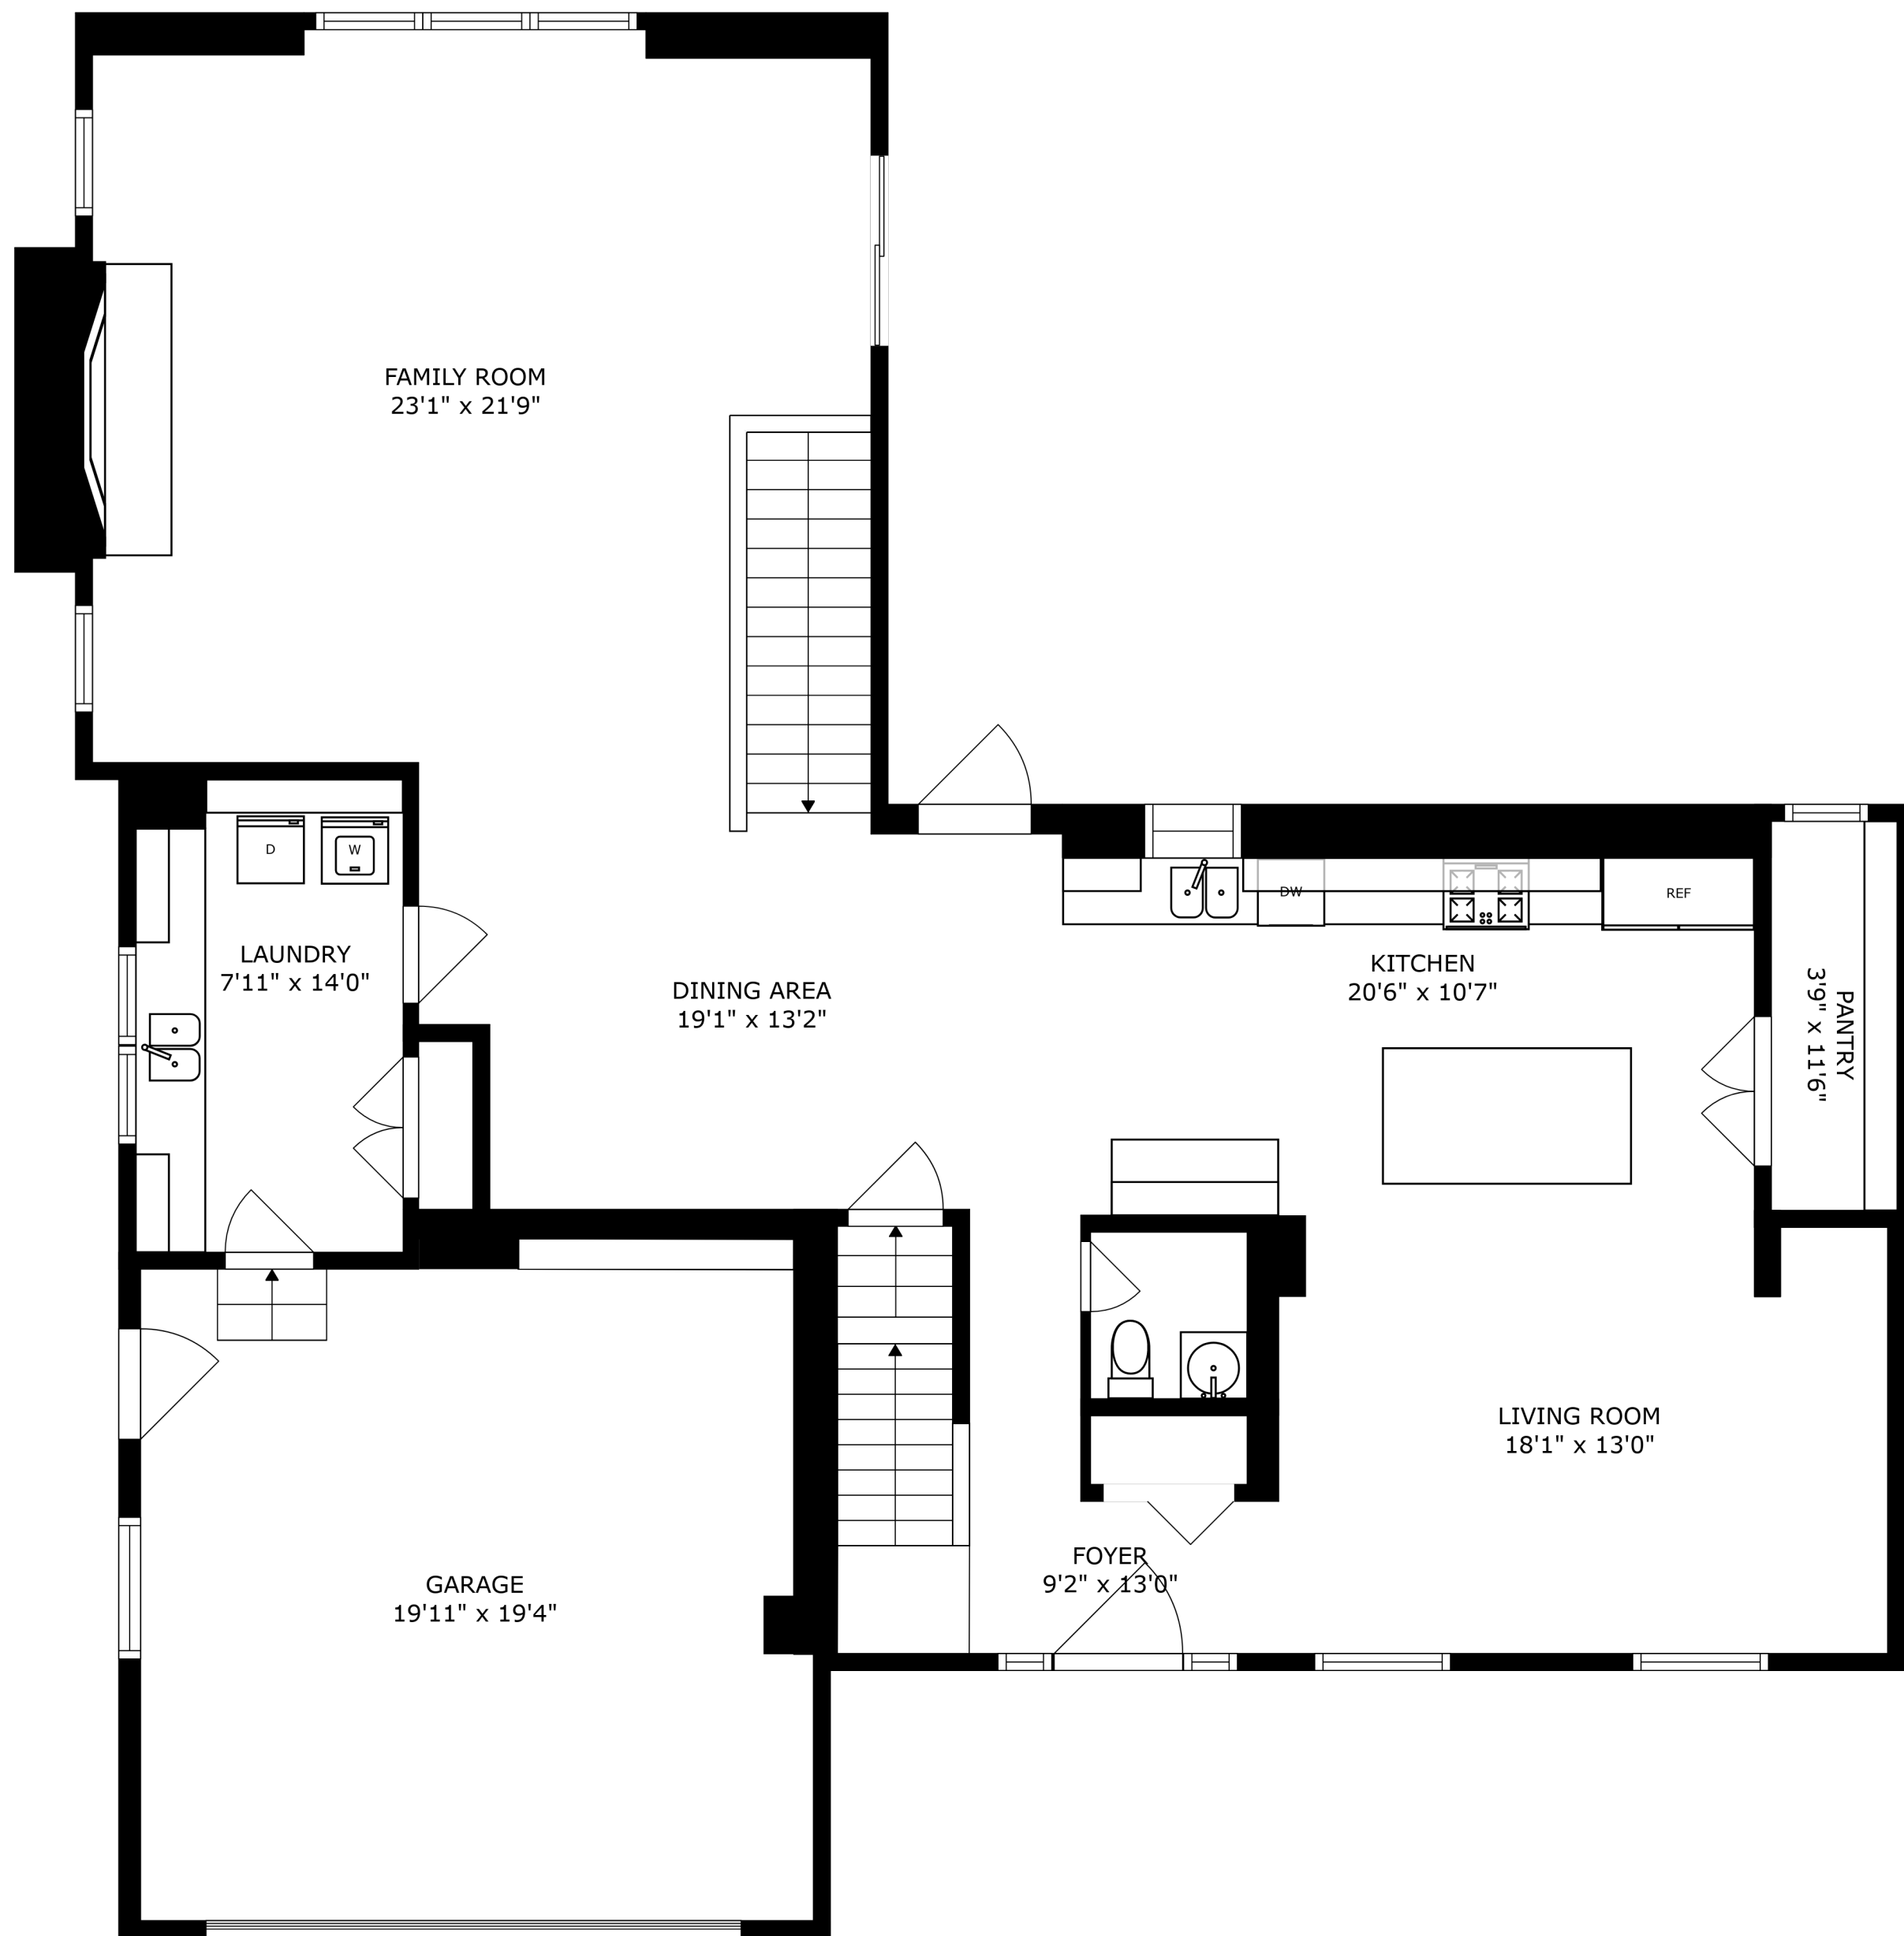 FAMILY ROOM
23'1" x 21'9"
D
W
LAUNDRY
7'11" x 14'0"
DINING AREA
19'1" x 13'2"
DW
REF
KITCHEN
20'6" x 10'7"
PANTRY
3'9" x 11'6"
LIVING ROOM
18'1" x 13'0"
FOYER
9'2" x 13'0"
GARAGE
19'11" x 19'4"